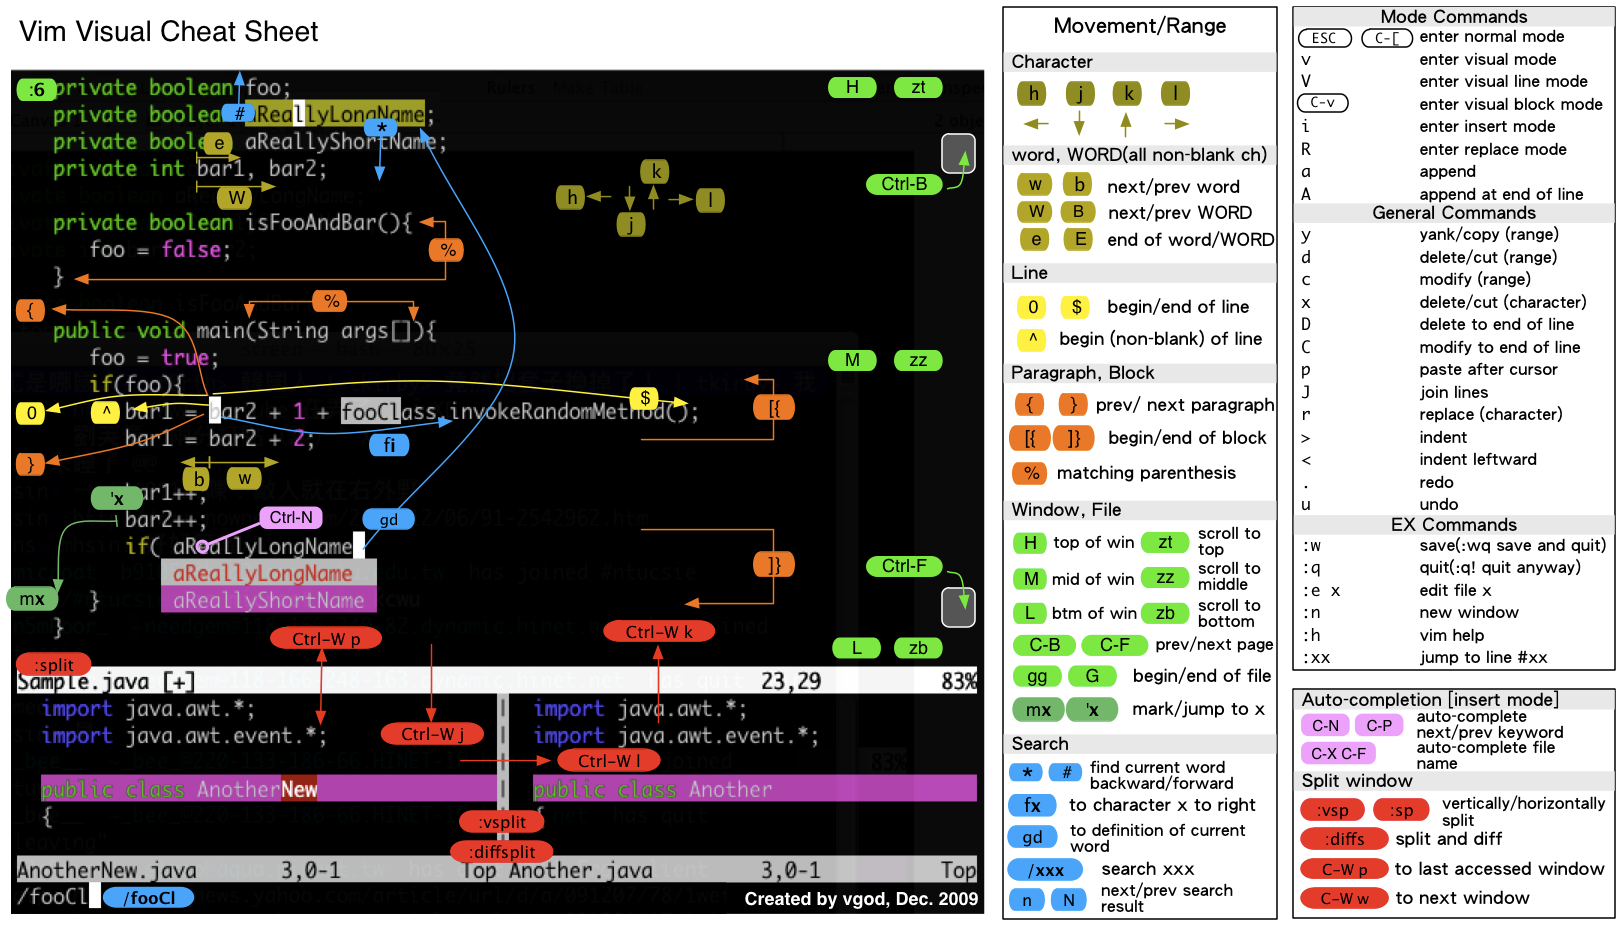 Vim Visual Cheat Sheet
:6 private boolean foo;
private boolea # aReallyLongName;
*
private boole e aReallyShortName;
private int bar1, bar2;
W
private boolean isFooAndBar(){
foo = false;
%
}
{
%
public void main(String args[]){
foo = true;
if(foo){
0 ^ bar1 = bar2 + 1 + fooClass.invokeRandomMethod();
$
[{
bar1 = bar2 + 2;
fi
}
b w
'x bar1++;
bar2++;
Ctrl-N
gd
if( aReallyLongName
aReallyLongName
aReallyShortName
]}
mx }
}
h j k l
H zt
Ctrl-B
M zz
Ctrl-F
L zb
Ctrl-W p
Ctrl-W k
:split
Sample.java [+] 23,29 83%
import java.awt.*;
import java.awt.event.*;
Ctrl-W j
Ctrl-W l
public class AnotherNew
{
import java.awt.*;
import java.awt.event.*;
public class Another
{
:vsplit
:diffsplit
AnotherNew.java 3,0-1 Top Another.java 3,0-1 Top
/fooCl /fooCl
Created by vgod, Dec. 2009
Movement/Range
Character
h j k l
word, WORD(all non-blank ch)
w b next/prev word
W B next/prev WORD
e E end of word/WORD
Line
0 $ begin/end of line
^ begin (non-blank) of line
Paragraph, Block
{ } prev/ next paragraph
[{ ]} begin/end of block
% matching parenthesis
Window, File
H top of win zt scroll to
top
M mid of win zz scroll to
middle
L btm of win zb scroll to
bottom
C-B C-F prev/next page
gg G begin/end of file
mx 'x mark/jump to x
Search
* # find current word
backward/forward
fx to character x to right
gd to definition of current
word
/xxx search xxx
n N next/prev search
result
Mode Commands
ESC C-[ enter normal mode
v enter visual mode
V enter visual line mode
C-v enter visual block mode
i enter insert mode
R enter replace mode
a append
A append at end of line
General Commands
y yank/copy (range)
d delete/cut (range)
c modify (range)
x delete/cut (character)
D delete to end of line
C modify to end of line
p paste after cursor
J join lines
r replace (character)
> indent
< indent leftward
. redo
u undo
EX Commands
:w save(:wq save and quit)
:q quit(:q! quit anyway)
:e x edit file x
:n new window
:h vim help
:xx jump to line #xx
Auto-completion [insert mode]
C-N C-P auto-complete
next/prev keyword
C-X C-F auto-complete file
name
Split window
:vsp :sp vertically/horizontally
split
:diffs split and diff
C-W p to last accessed window
C-W w to next window